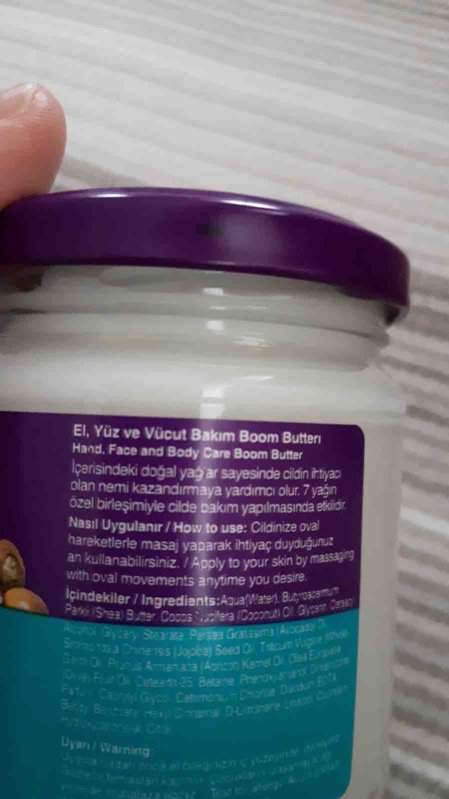 El, Yüz ve Vücut Bakım Boom Butterı
Hand, Face and Body Care Boom Butter
İçerisindeki doğal yağlar sayesinde cildin ihtiyacı
olan nemi kazandırmaya yardımcı olur. 7 yağın
özel birleşimiyle cilde bakım yapılmasında etkilidir.
Nasıl Uygulanır / How to use: Cildinize oval
hareketlerle masaj yaparak ihtiyaç duyduğunuz
an kullanabilirsiniz. / Apply to your skin by massaging
with oval movements anytime you desire.
İçindekiler / Ingredients: Aqua(Water), Butyrospermum
Parkii (Shea) Butter, Cocos Nucifera (Coconut) Oil, Glycerin, Cetearyl
Alcohol, Glyceryl Stearate, Persea Gratissima (Avocado) Oil,
Simmondsia Chinensis (Jojoba) Seed Oil, Triticum Vulgare (Wheat)
Germ Oil, Prunus Armeniaca (Apricot) Kernel Oil, Olea Europaea
(Olive) Fruit Oil, Ceteareth-25, Betaine, Phenoxyethanol, Dimethicone,
Parfum, Caprylyl Glycol, Cetrimonium Chloride, Disodium EDTA,
Benzyl Benzoate, Hexyl Cinnamal, D-Limonene, Linalool, Coumarin,
Citral
Uyarı / Warning: